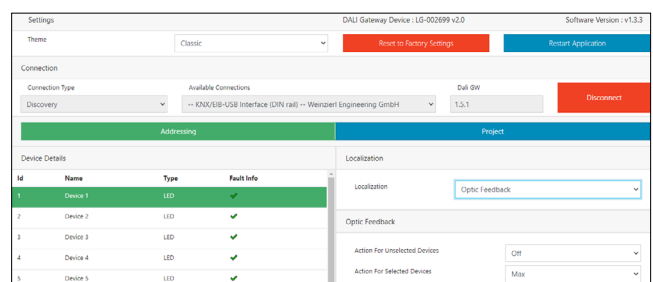 Settings DALI Gateway Device : LG-002699 v2.0 Software Version : v1.3.3
Theme Classic Reset to Factory Settings Restart Application
Connection
Connection Type Available Connections Dali GW
Discovery -- KNX/EIB-USB Interface (DIN rail) -- Weinzierl Engineering GmbH 1.5.1 Disconnect
Addressing Project
Device Details Localization
Id Name Type Fault Info
1 Device 1 LED Localization Optic Feedback
2 Device 2 LED Optic Feedback
3 Device 3 LED
4 Device 4 LED Action For Unselected Devices Off
5 Device 5 LED Action For Selected Devices Max